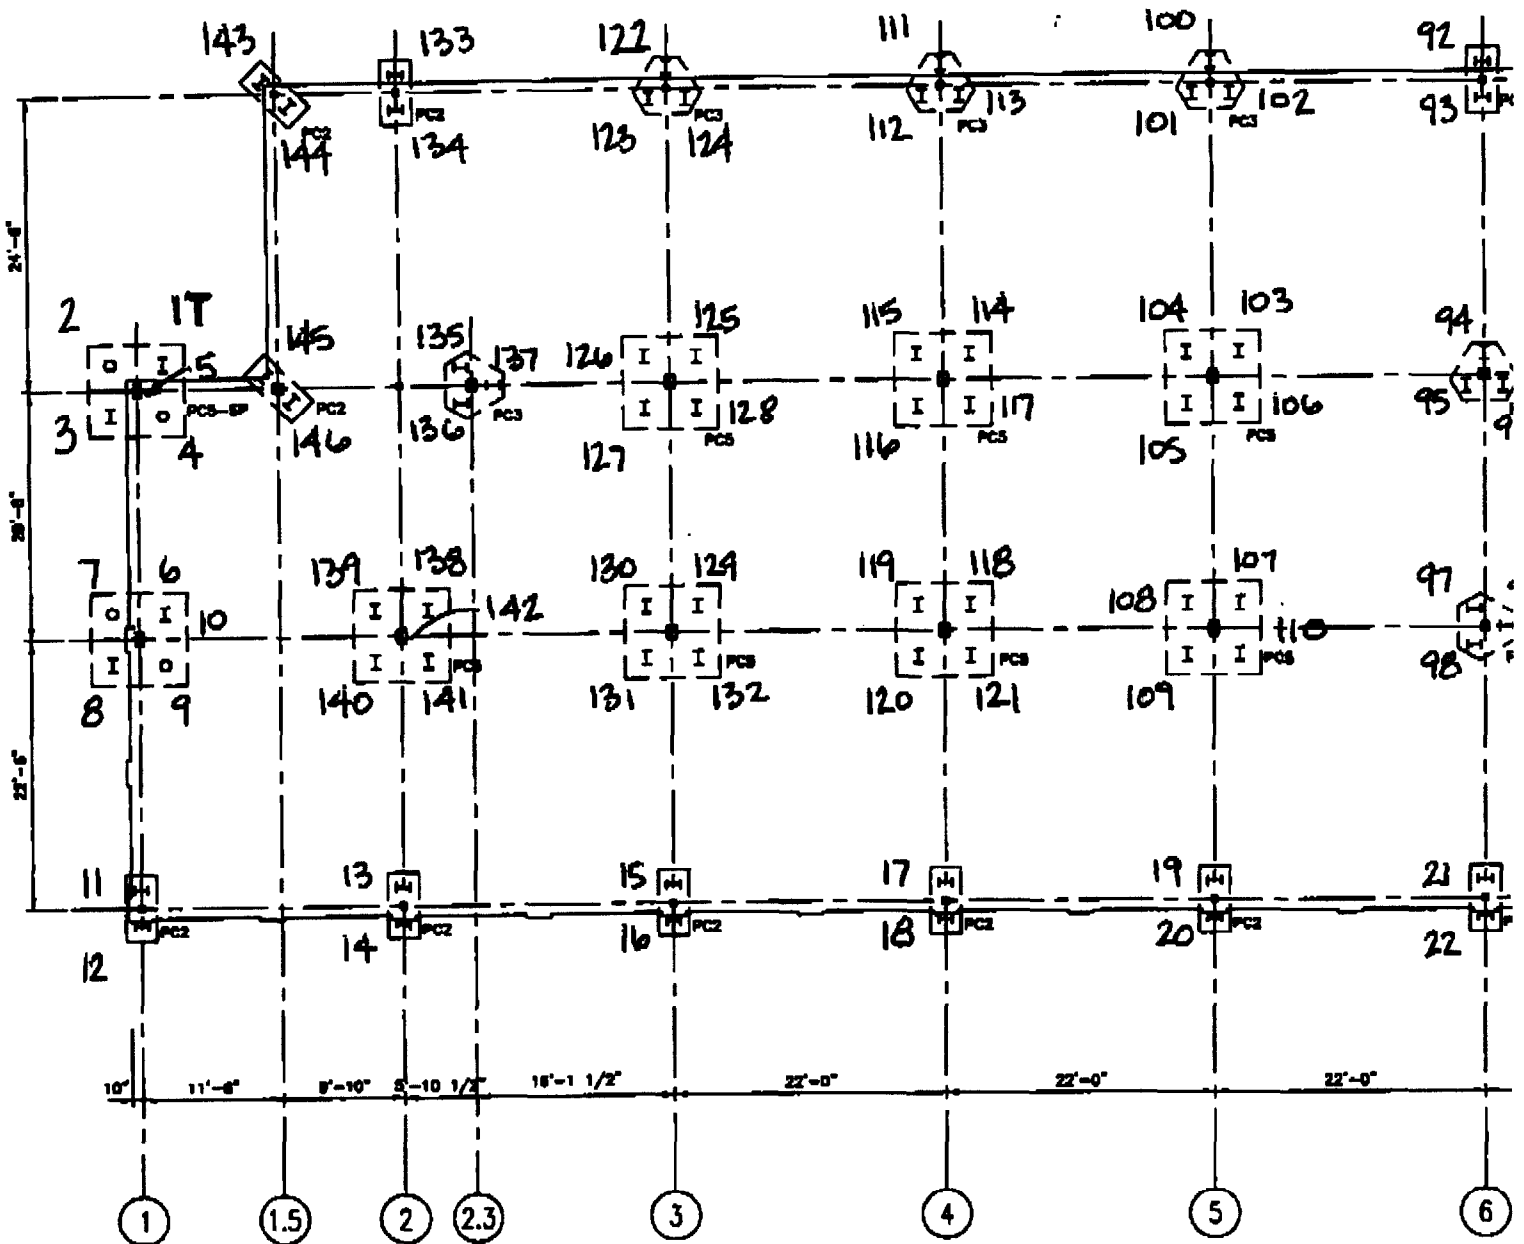 143 133 122 111 100 92
123 124 PC3 112 113 PC3 101 102 PC3 93
144 PC2 134 PC2
24'-6"
2 1T 145 135 137 125 115 114 104 103 94
5 126 128 117 106 95
3 4 PC2 146 136 PC3 127 PC5 116 PC5 105 PC5
7 6 10 139 138 142 130 129 119 118 108 107 110 97
8 9 140 141 PC5 131 132 PC5 120 121 PC5 109 PC5 98
22'-6"
11 13 15 17 19 21
12 PC2 14 PC2 16 PC2 18 PC2 20 PC2 22
10" 11'-6" 9'-10" 5'-10 1/2" 16'-1 1/2" 22'-0" 22'-0" 22'-0"
1 1.5 2 2.3 3 4 5 6